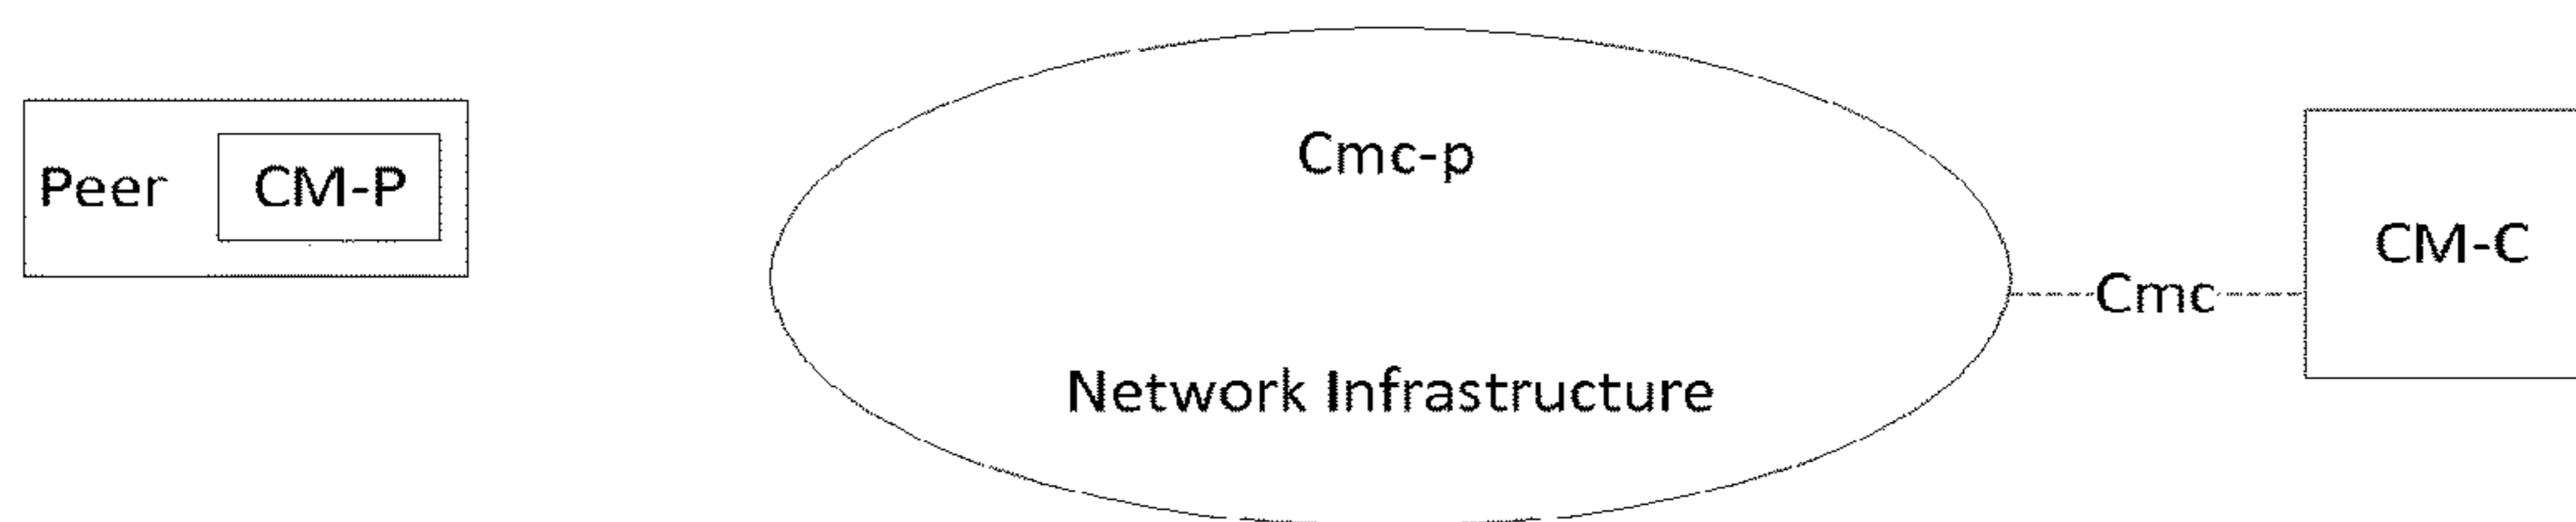 Peer
CM-P
Cmc-p
Network Infrastructure
Cmc
CM-C